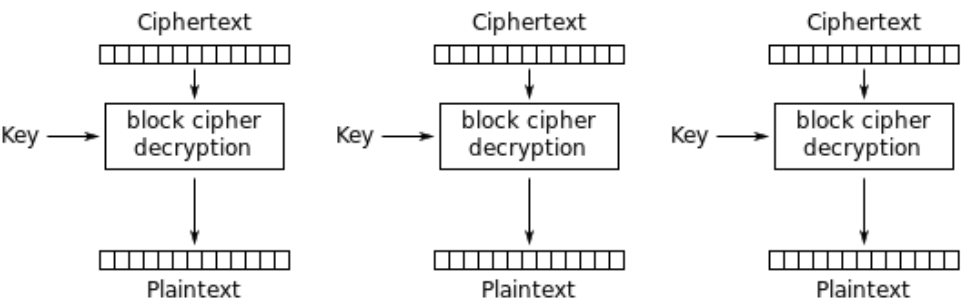 Ciphertext Ciphertext Ciphertext
Key block cipher decryption Key block cipher decryption Key block cipher decryption
Plaintext Plaintext Plaintext